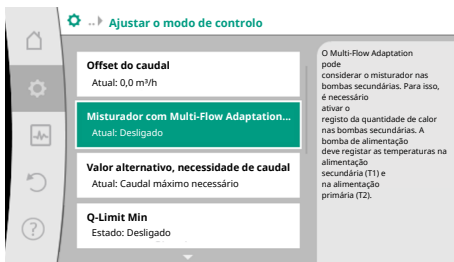 ..▸ Ajustar o modo de controlo
Offset do caudal
Atual: 0,0 m³/h
Misturador com Multi-Flow Adaptation...
Atual: Desligado
Valor alternativo, necessidade de caudal
Atual: Caudal máximo necessário
Q-Limit Min
Estado: Desligado
O Multi-Flow Adaptation
pode
considerar o misturador nas
bombas secundárias. Para isso,
é necessário
ativar o
registo da quantidade de calor
nas bombas secundárias. A
bomba de alimentação
deve registar as temperaturas na
alimentação
secundária (T1) e
na alimentação
primária (T2).
?